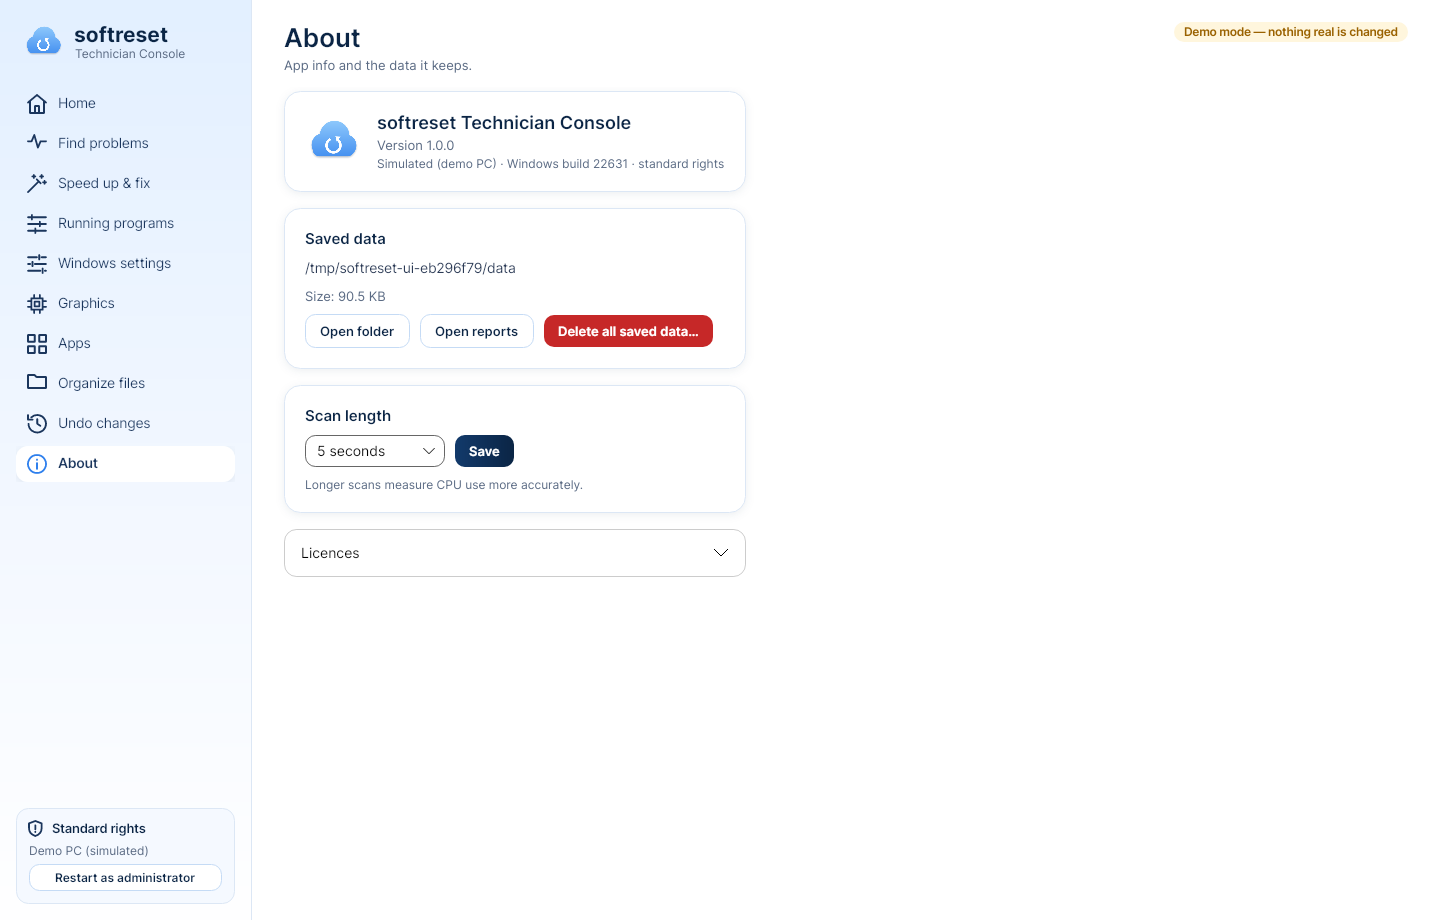 softreset
Technician Console
Home
Find problems
Speed up & fix
Running programs
Windows settings
Graphics
Apps
Organize files
Undo changes
About
Standard rights
Demo PC (simulated)
Restart as administrator
About
App info and the data it keeps.
Demo mode — nothing real is changed
softreset Technician Console
Version 1.0.0
Simulated (demo PC) · Windows build 22631 · standard rights
Saved data
/tmp/softreset-ui-eb296f79/data
Size: 90.5 KB
Open folder
Open reports
Delete all saved data...
Scan length
5 seconds
Save
Longer scans measure CPU use more accurately.
Licences